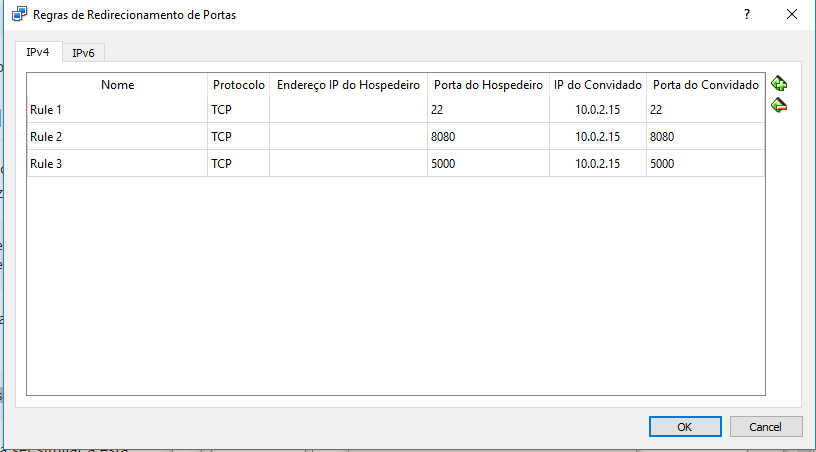 Regras de Redirecionamento de Portas ?
IPv4 IPv6
Nome Protocolo Endereço IP do Hospedeiro Porta do Hospedeiro IP do Convidado Porta do Convidado
Rule 1 TCP 22 10.0.2.15 22
Rule 2 TCP 8080 10.0.2.15 8080
Rule 3 TCP 5000 10.0.2.15 5000
OK Cancel